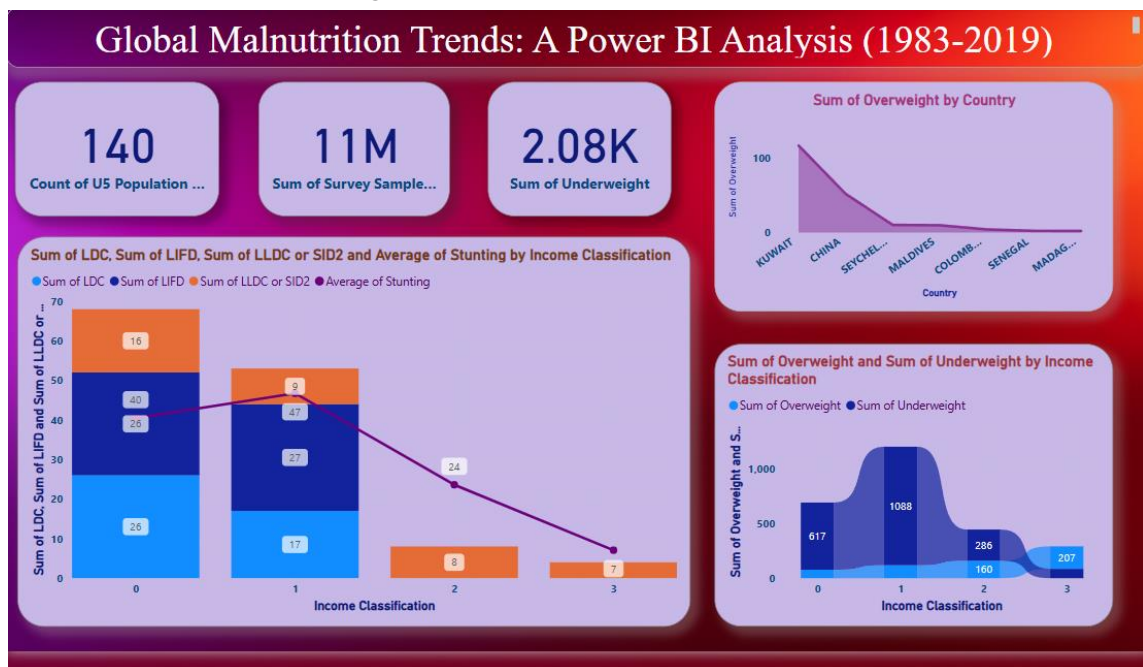 Global Malnutrition Trends: A Power BI Analysis (1983-2019)
140
Count of U5 Population ...
11M
Sum of Survey Sample...
2.08K
Sum of Underweight
Sum of Overweight by Country
Sum of Overweight
100
0
KUWAIT
CHINA
SEYCHEL...
MALDIVES
COLOMB...
SENEGAL
MADAG...
Country
Sum of LDC, Sum of LIFD, Sum of LLDC or SID2 and Average of Stunting by Income Classification
Sum of LDC Sum of LIFD Sum of LLDC or SID2 Average of Stunting
Sum of LDC, Sum of LIFD and Sum of LLDC or ...
70
60
50
40
30
20
10
0
16
40
26
26
9
47
27
17
24
8
7
0 1 2 3
Income Classification
Sum of Overweight and Sum of Underweight by Income
Classification
Sum of Overweight Sum of Underweight
Sum of Overweight and S...
1,000
500
0
617
1088
286
160
207
0 1 2 3
Income Classification